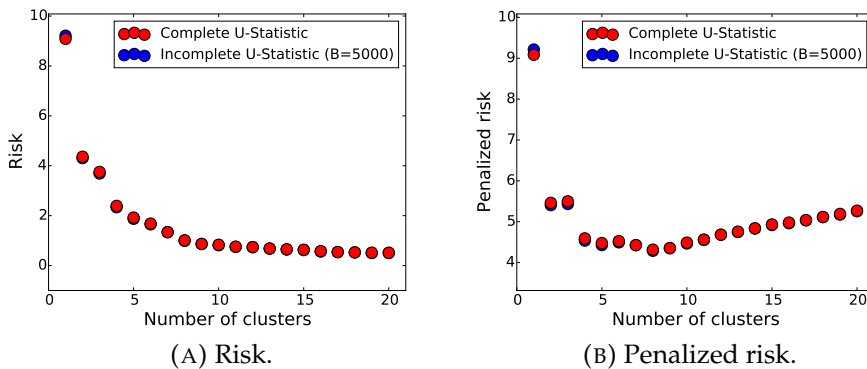 10
8
6
4
2
0
Risk
0 5 10 15 20
Number of clusters
Complete U-Statistic
Incomplete U-Statistic (B=5000)
(A) Risk.
10
9
8
7
6
5
4
Penalized risk
0 5 10 15 20
Number of clusters
Complete U-Statistic
Incomplete U-Statistic (B=5000)
(B) Penalized risk.